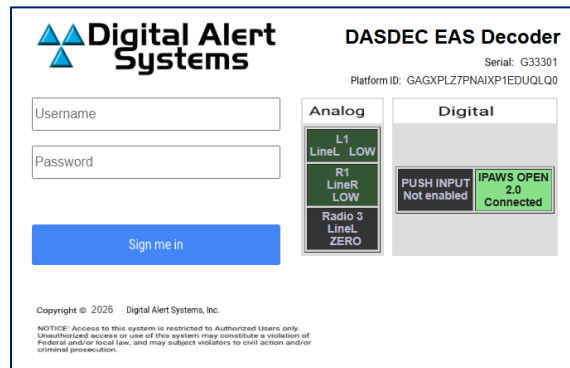 Digital Alert
Systems
DASDEC EAS Decoder
Serial: G33301
Platform ID: GAGXPLZ7PNAIXP1EDUQLQ0
Username
Password
Sign me in
Analog
L1
LineL LOW
R1
LineR
LOW
Radio 3
LineL
ZERO
Digital
PUSH INPUT
Not enabled
IPAWS OPEN
2.0
Connected
Copyright © 2026 Digital Alert Systems, Inc.
NOTICE: Access to this system is restricted to Authorized Users only.
Unauthorized access or use of this system may constitute a violation of
Federal and/or local law, and may subject violators to civil action and/or
criminal prosecution.